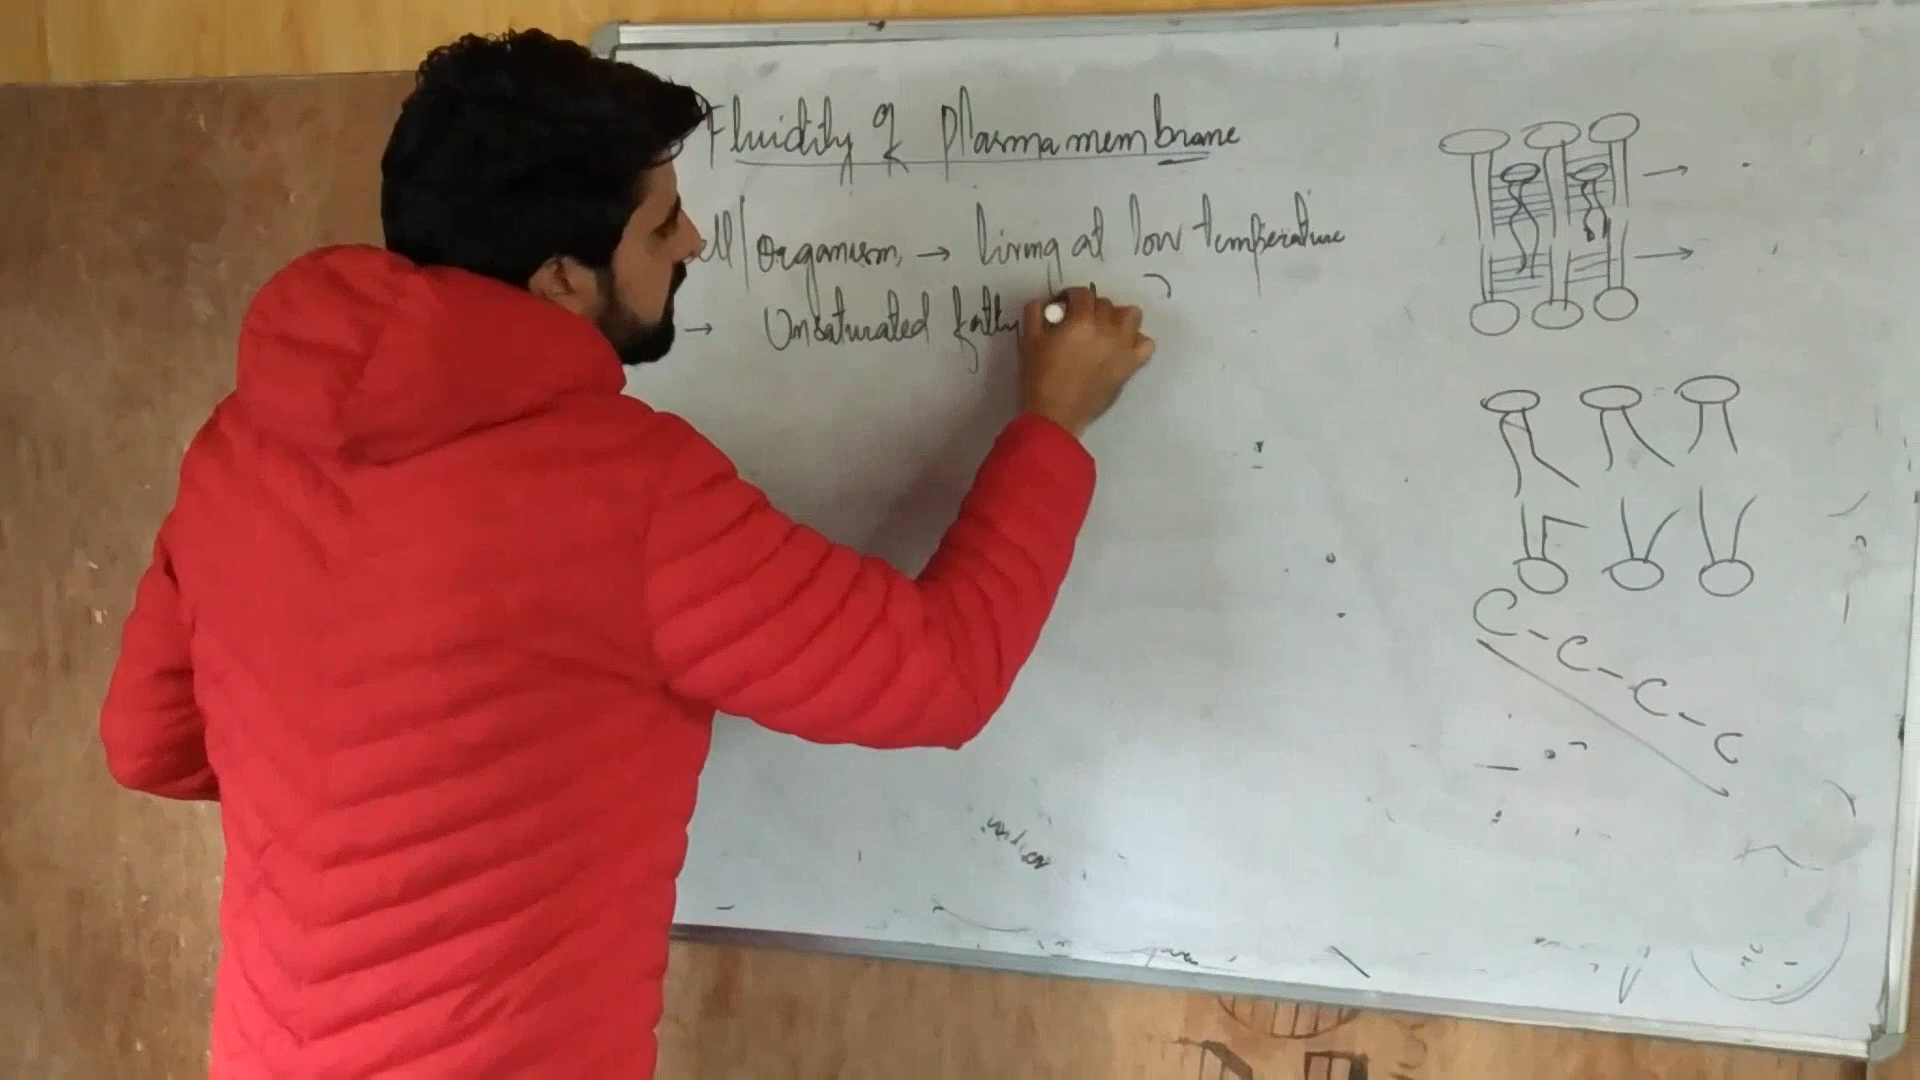 Fluidity of Plasma membrane
ell/organism, → living at low temperature
→ Unsaturated fatty
C-C-C-C